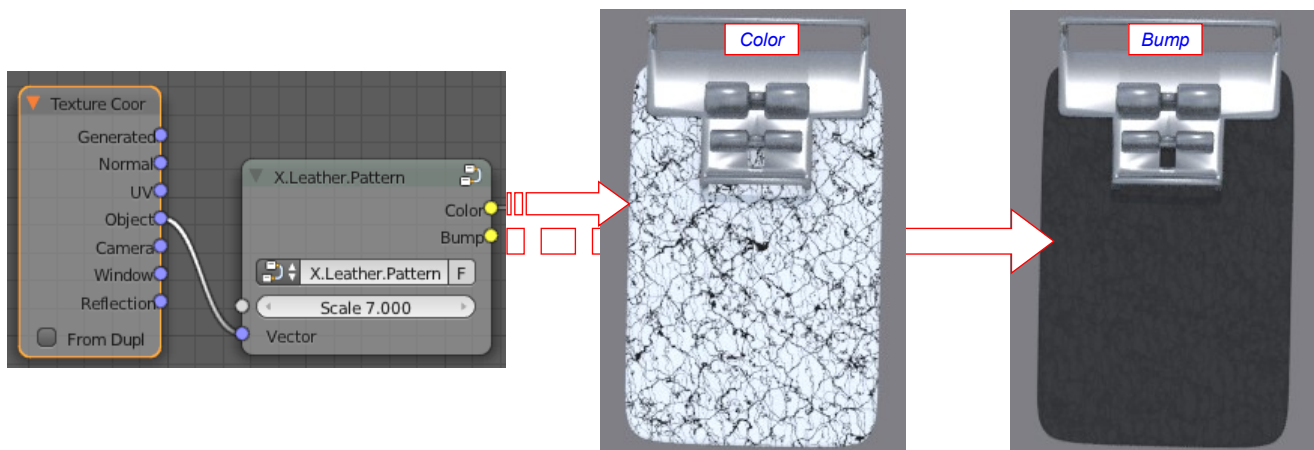 Texture Coor
Generated
Normal
UV
Object
Camera
Window
Reflection
From Dupl
X.Leather.Pattern
Color
Bump
X.Leather.Pattern F
Scale 7.000
Vector
Color
Bump